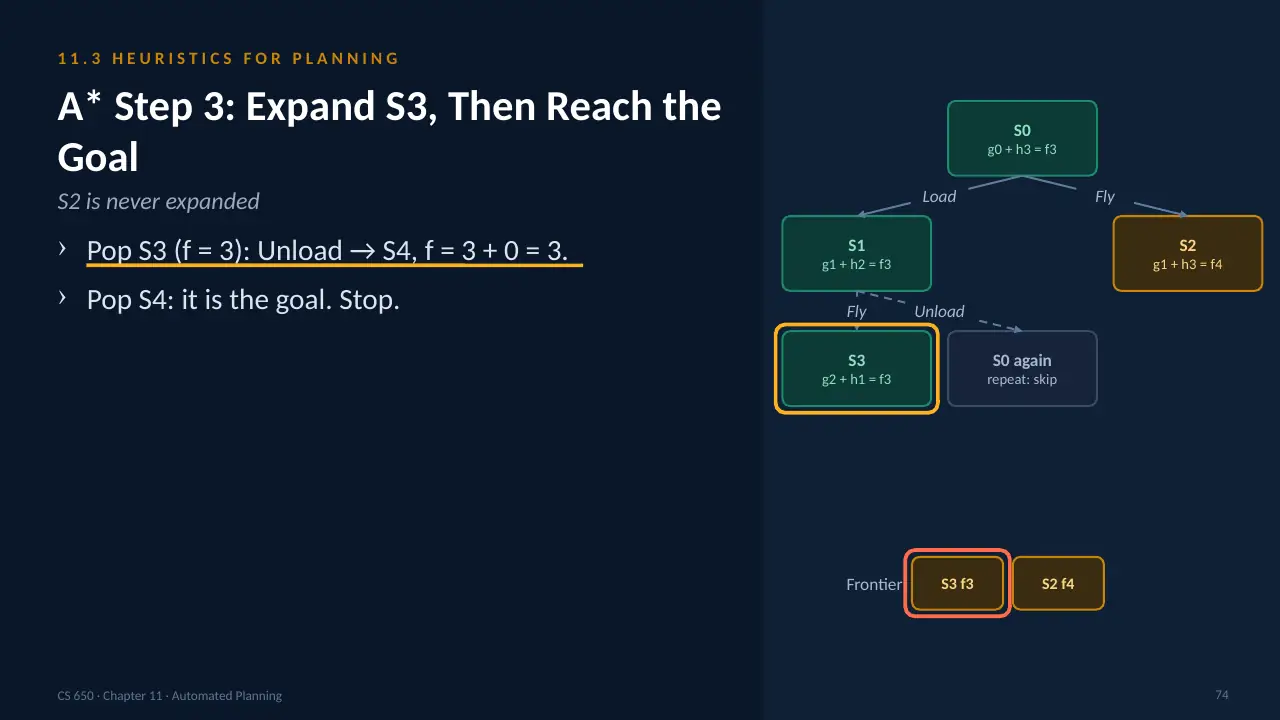 11.3 HEURISTICS FOR PLANNING
A* Step 3: Expand S3, Then Reach the
Goal
S2 is never expanded
› Pop S3 (f = 3): Unload → S4, f = 3 + 0 = 3.
› Pop S4: it is the goal. Stop.
S0
g0 + h3 = f3
Load
Fly
S1
g1 + h2 = f3
S2
g1 + h3 = f4
Fly
Unload
S3
g2 + h1 = f3
S0 again
repeat: skip
Frontier
S3 f3
S2 f4
CS 650 · Chapter 11 · Automated Planning
74